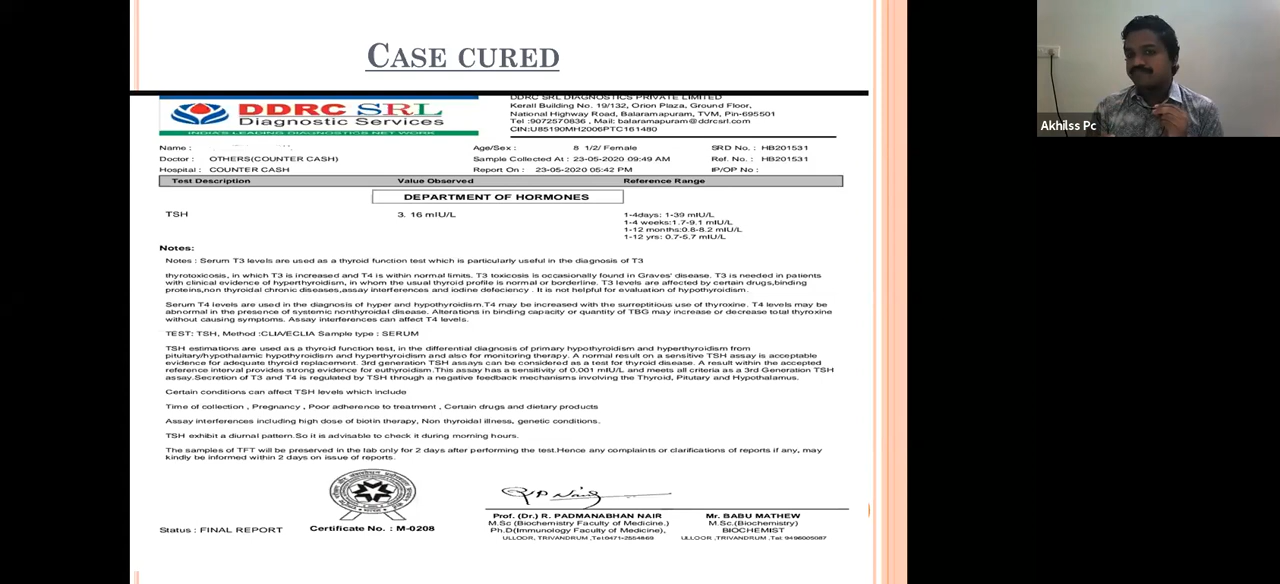 CASE CURED
DDRC SRL
Diagnostic Services
INDIA'S LEADING DIAGNOSTICS NET WORK
DDRC SRL DIAGNOSTICS PRIVATE LIMITED
Kerall Building No. 19/132, Orion Plaza, Ground Floor,
National Highway Road, Balaramapuram, TVM, Pin-695501
Tel :9072570836 , Mail: balaramapuram@ddrcsrl.com
CIN:U85190MH2006PTC161480
Name : Age/Sex : 8 1/2/ Female SRD No. : HB201531
Doctor : OTHERS(COUNTER CASH) Sample Collected At : 23-05-2020 09:49 AM Ref. No. : HB201531
Hospital : COUNTER CASH Report On : 23-05-2020 05:42 PM IP/OP No :
Test Description Value Observed Reference Range
DEPARTMENT OF HORMONES
TSH 3. 16 mIU/L 1-4days: 1-39 mIU/L
1-4 weeks:1.7-9.1 mIU/L
1-12 months:0.8-8.2 mIU/L
1-12 yrs: 0.7-5.7 mIU/L
Notes:
Notes : Serum T3 levels are used as a thyroid function test which is particularly useful in the diagnosis of T3
thyrotoxicosis, in which T3 is increased and T4 is within normal limits. T3 toxicosis is occasionally found in Graves' disease. T3 is needed in patients
with clinical evidence of hyperthyroidism, in whom the usual thyroid profile is normal or borderline. T3 levels are affected by certain drugs,binding
proteins,non thyroidal chronic diseases,assay interferences and iodine defeciency . It is not helpful for evaluation of hypothyroidism.
Serum T4 levels are used in the diagnosis of hyper and hypothyroidism.T4 may be increased with the surreptitious use of thyroxine. T4 levels may be
abnormal in the presence of systemic nonthyroidal disease. Alterations in binding capacity or quantity of TBG may increase or decrease total thyroxine
without causing symptoms. Assay interferences can affect T4 levels.
TEST: TSH, Method :CLIA/ECLIA Sample type : SERUM
TSH estimations are used as a thyroid function test, in the differential diagnosis of primary hypothyroidism and hyperthyroidism from
pituitary/hypothalamic hypothyroidism and hyperthyroidism and also for monitoring therapy. A normal result on a sensitive TSH assay is acceptable
evidence for adequate thyroid replacement. 3rd generation TSH assays can be considered as a test for thyroid disease. A result within the accepted
reference interval provides strong evidence for euthyroidism.This assay has a sensitivity of 0.001 mIU/L and meets all criteria as a 3rd Generation TSH
assay.Secretion of T3 and T4 is regulated by TSH through a negative feedback mechanisms involving the Thyroid, Pitutary and Hypothalamus.
Certain conditions can affect TSH levels which include
Time of collection , Pregnancy , Poor adherence to treatment , Certain drugs and dietary products
Assay interferences including high dose of biotin therapy, Non thyroidal illness, genetic conditions.
TSH exhibit a diurnal pattern.So it is advisable to check it during morning hours.
The samples of TFT will be preserved in the lab only for 2 days after performing the test.Hence any complaints or clarifications of reports if any, may
kindly be informed within 2 days on issue of reports.
Status : FINAL REPORT
Certificate No. : M-0208
Prof. (Dr.) R. PADMANABHAN NAIR
M.Sc (Biochemistry Faculty of Medicine.)
Ph.D(Immunology Faculty of Medicine),
ULLOOR, TRIVANDRUM ,Tel:0471-2554869
Mr. BABU MATHEW
M.Sc.(Biochemistry)
BIOCHEMIST
ULLOOR ,TRIVANDRUM ,Tel: 9496005087
Akhilss Pc